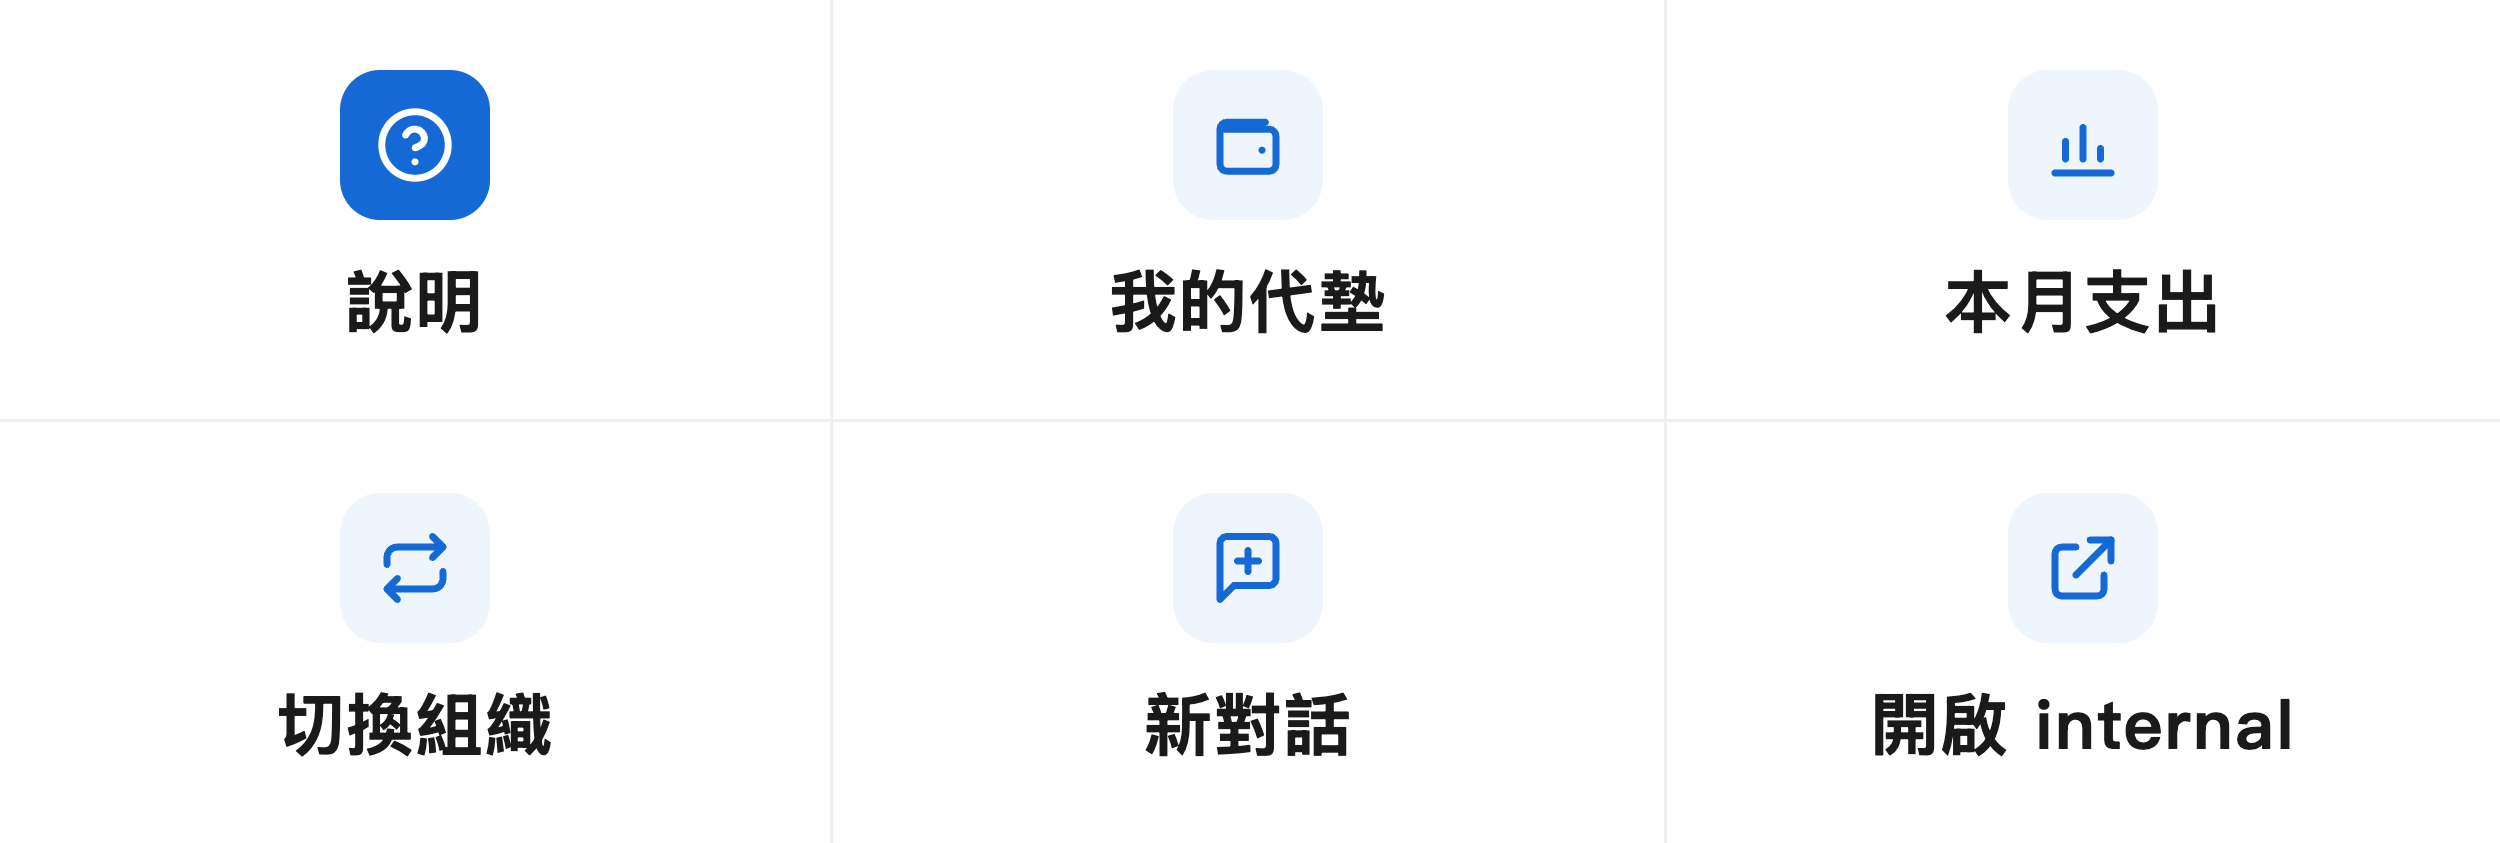 說明
我的代墊
本月支出
切換組織
新對話
開啟 internal